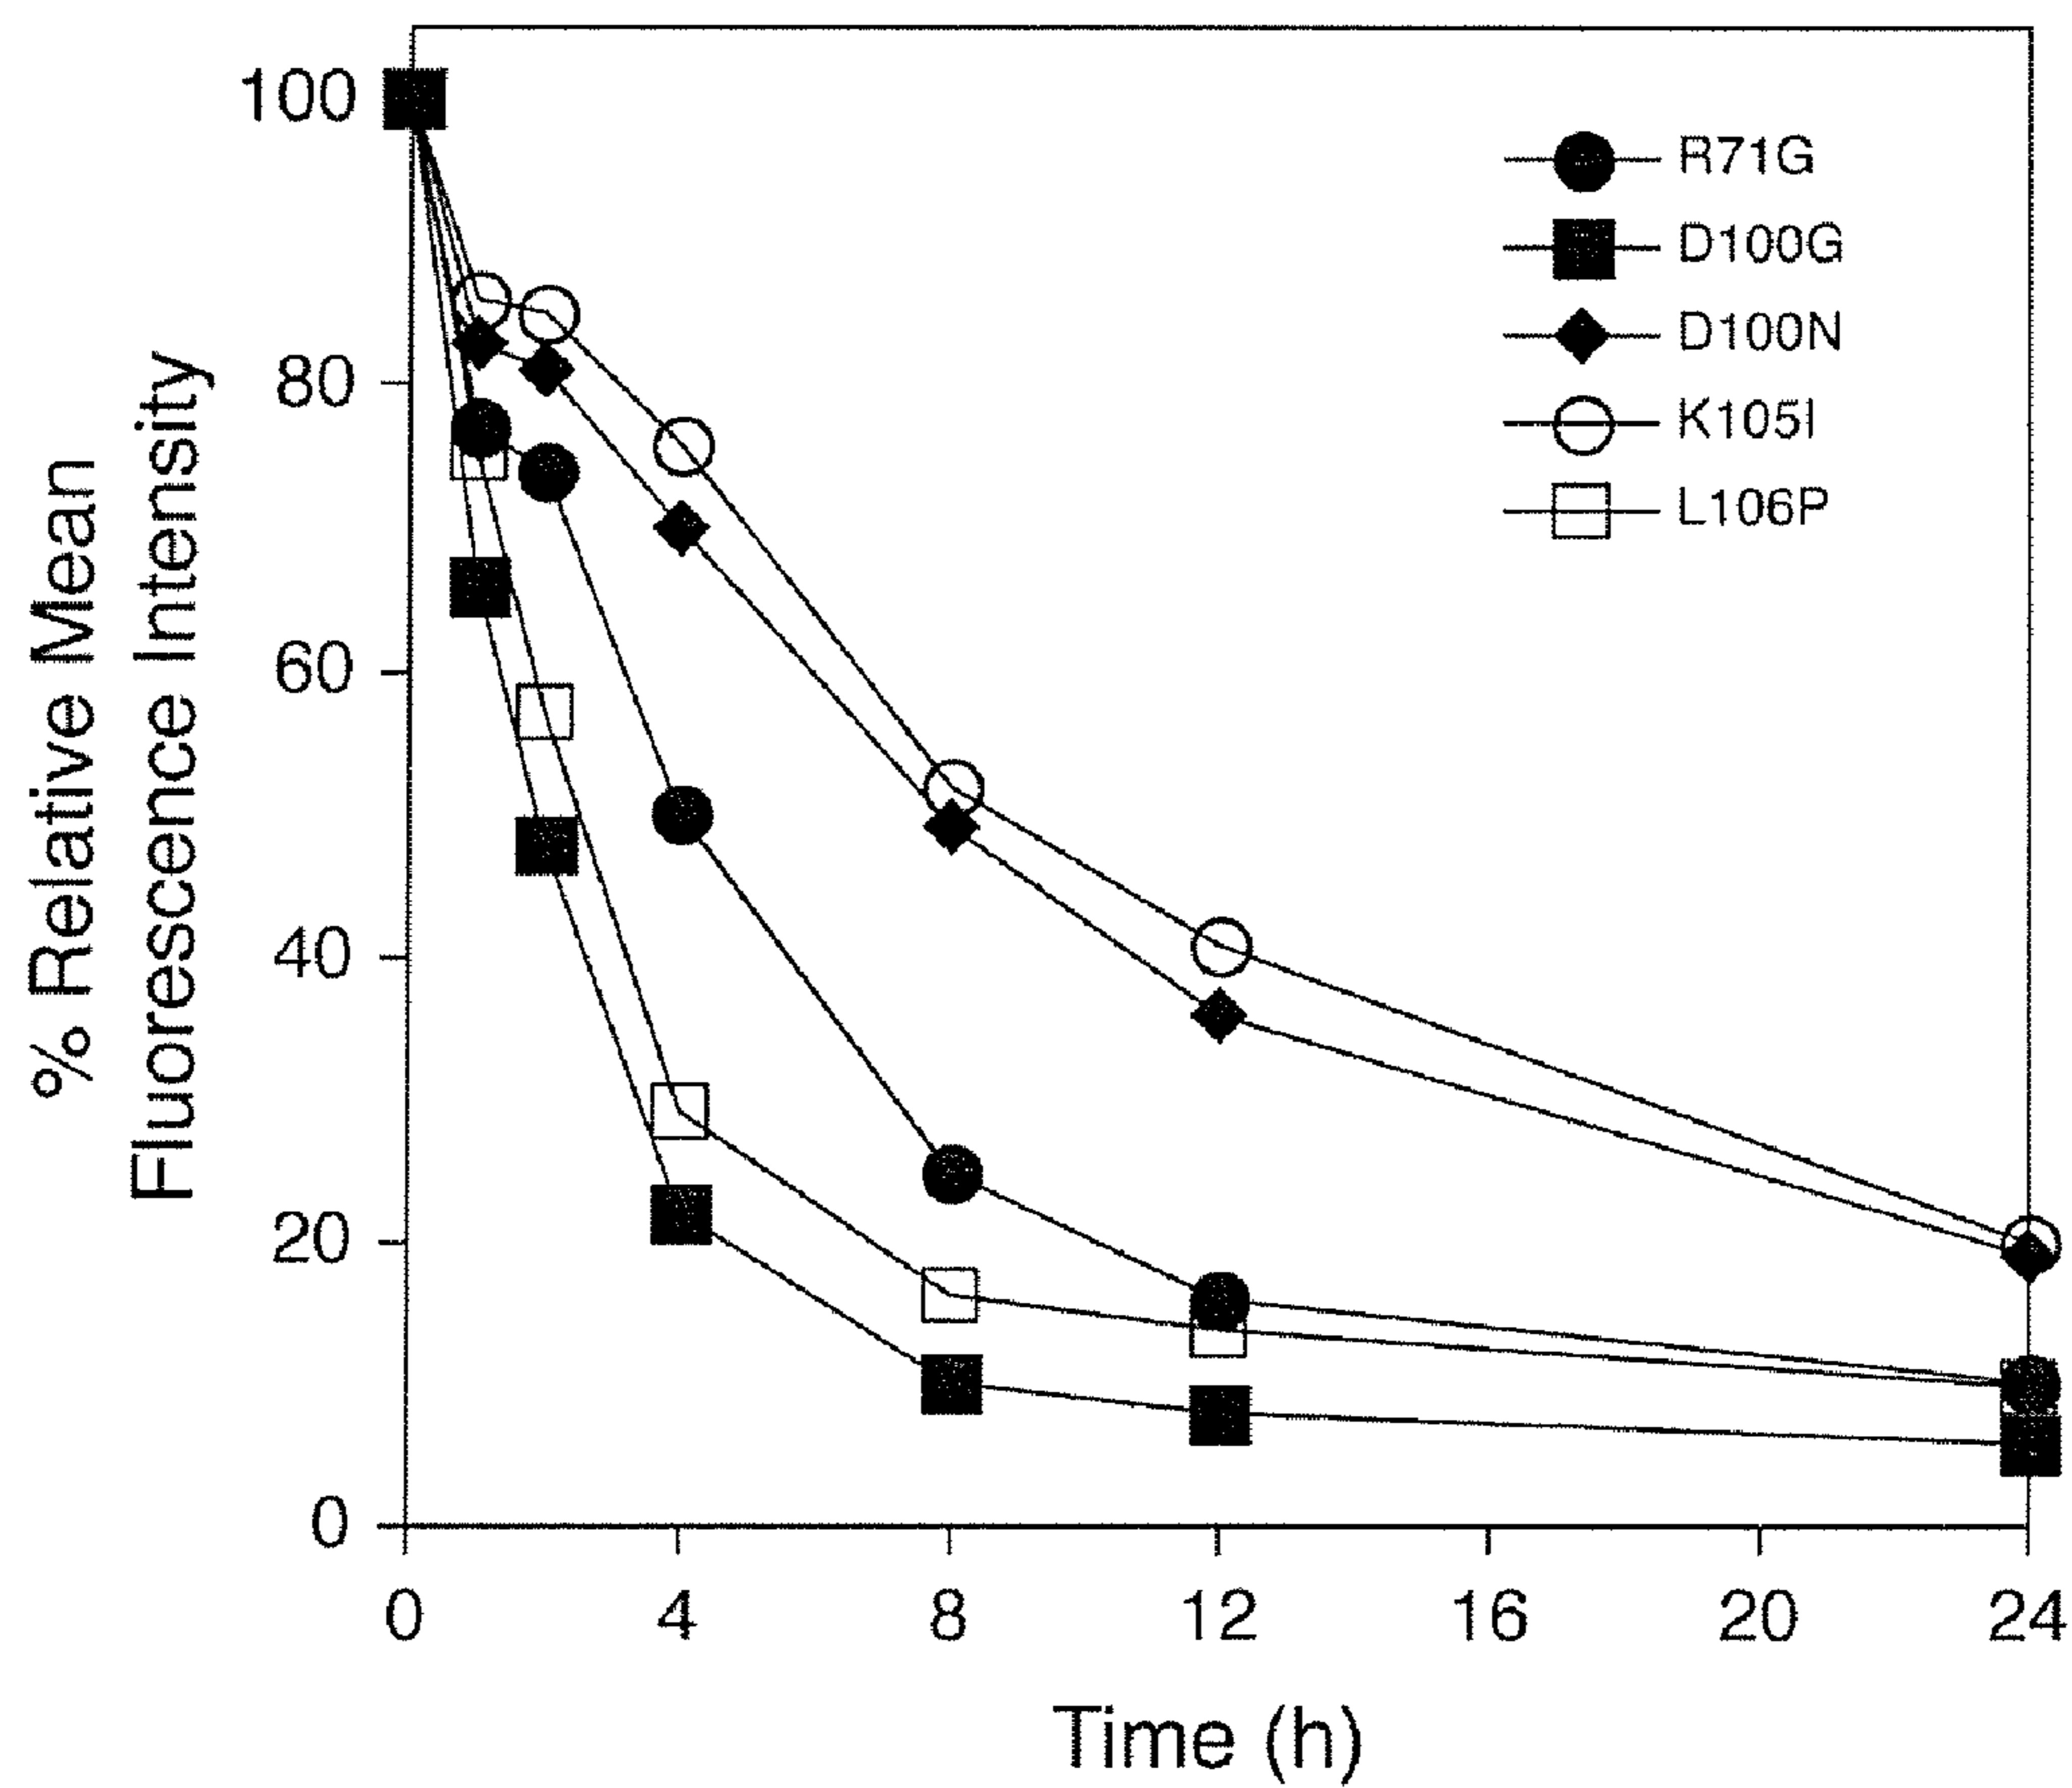 % Relative Mean
Fluorescence Intensity
100
80
60
40
20
0
R71G
D100G
D100N
K105I
L106P
0 4 8 12 16 20 24
Time (h)